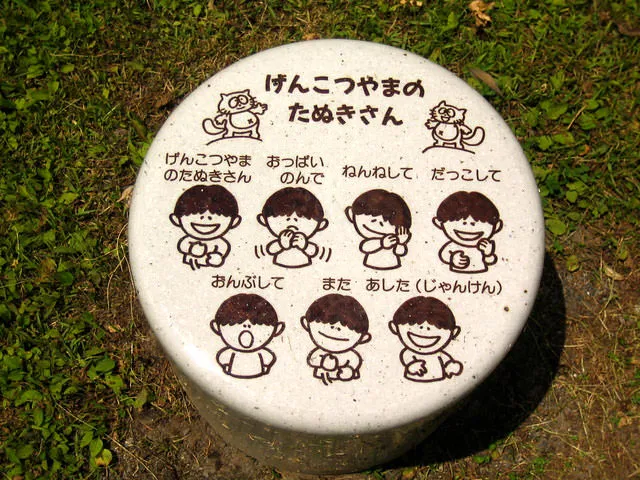 げんこつやまの
たぬきさん
げんこつやま
のたぬきさん
おっぱい
のんで
ねんねして
だっこして
おんぶして
また
あした(じゃんけん)